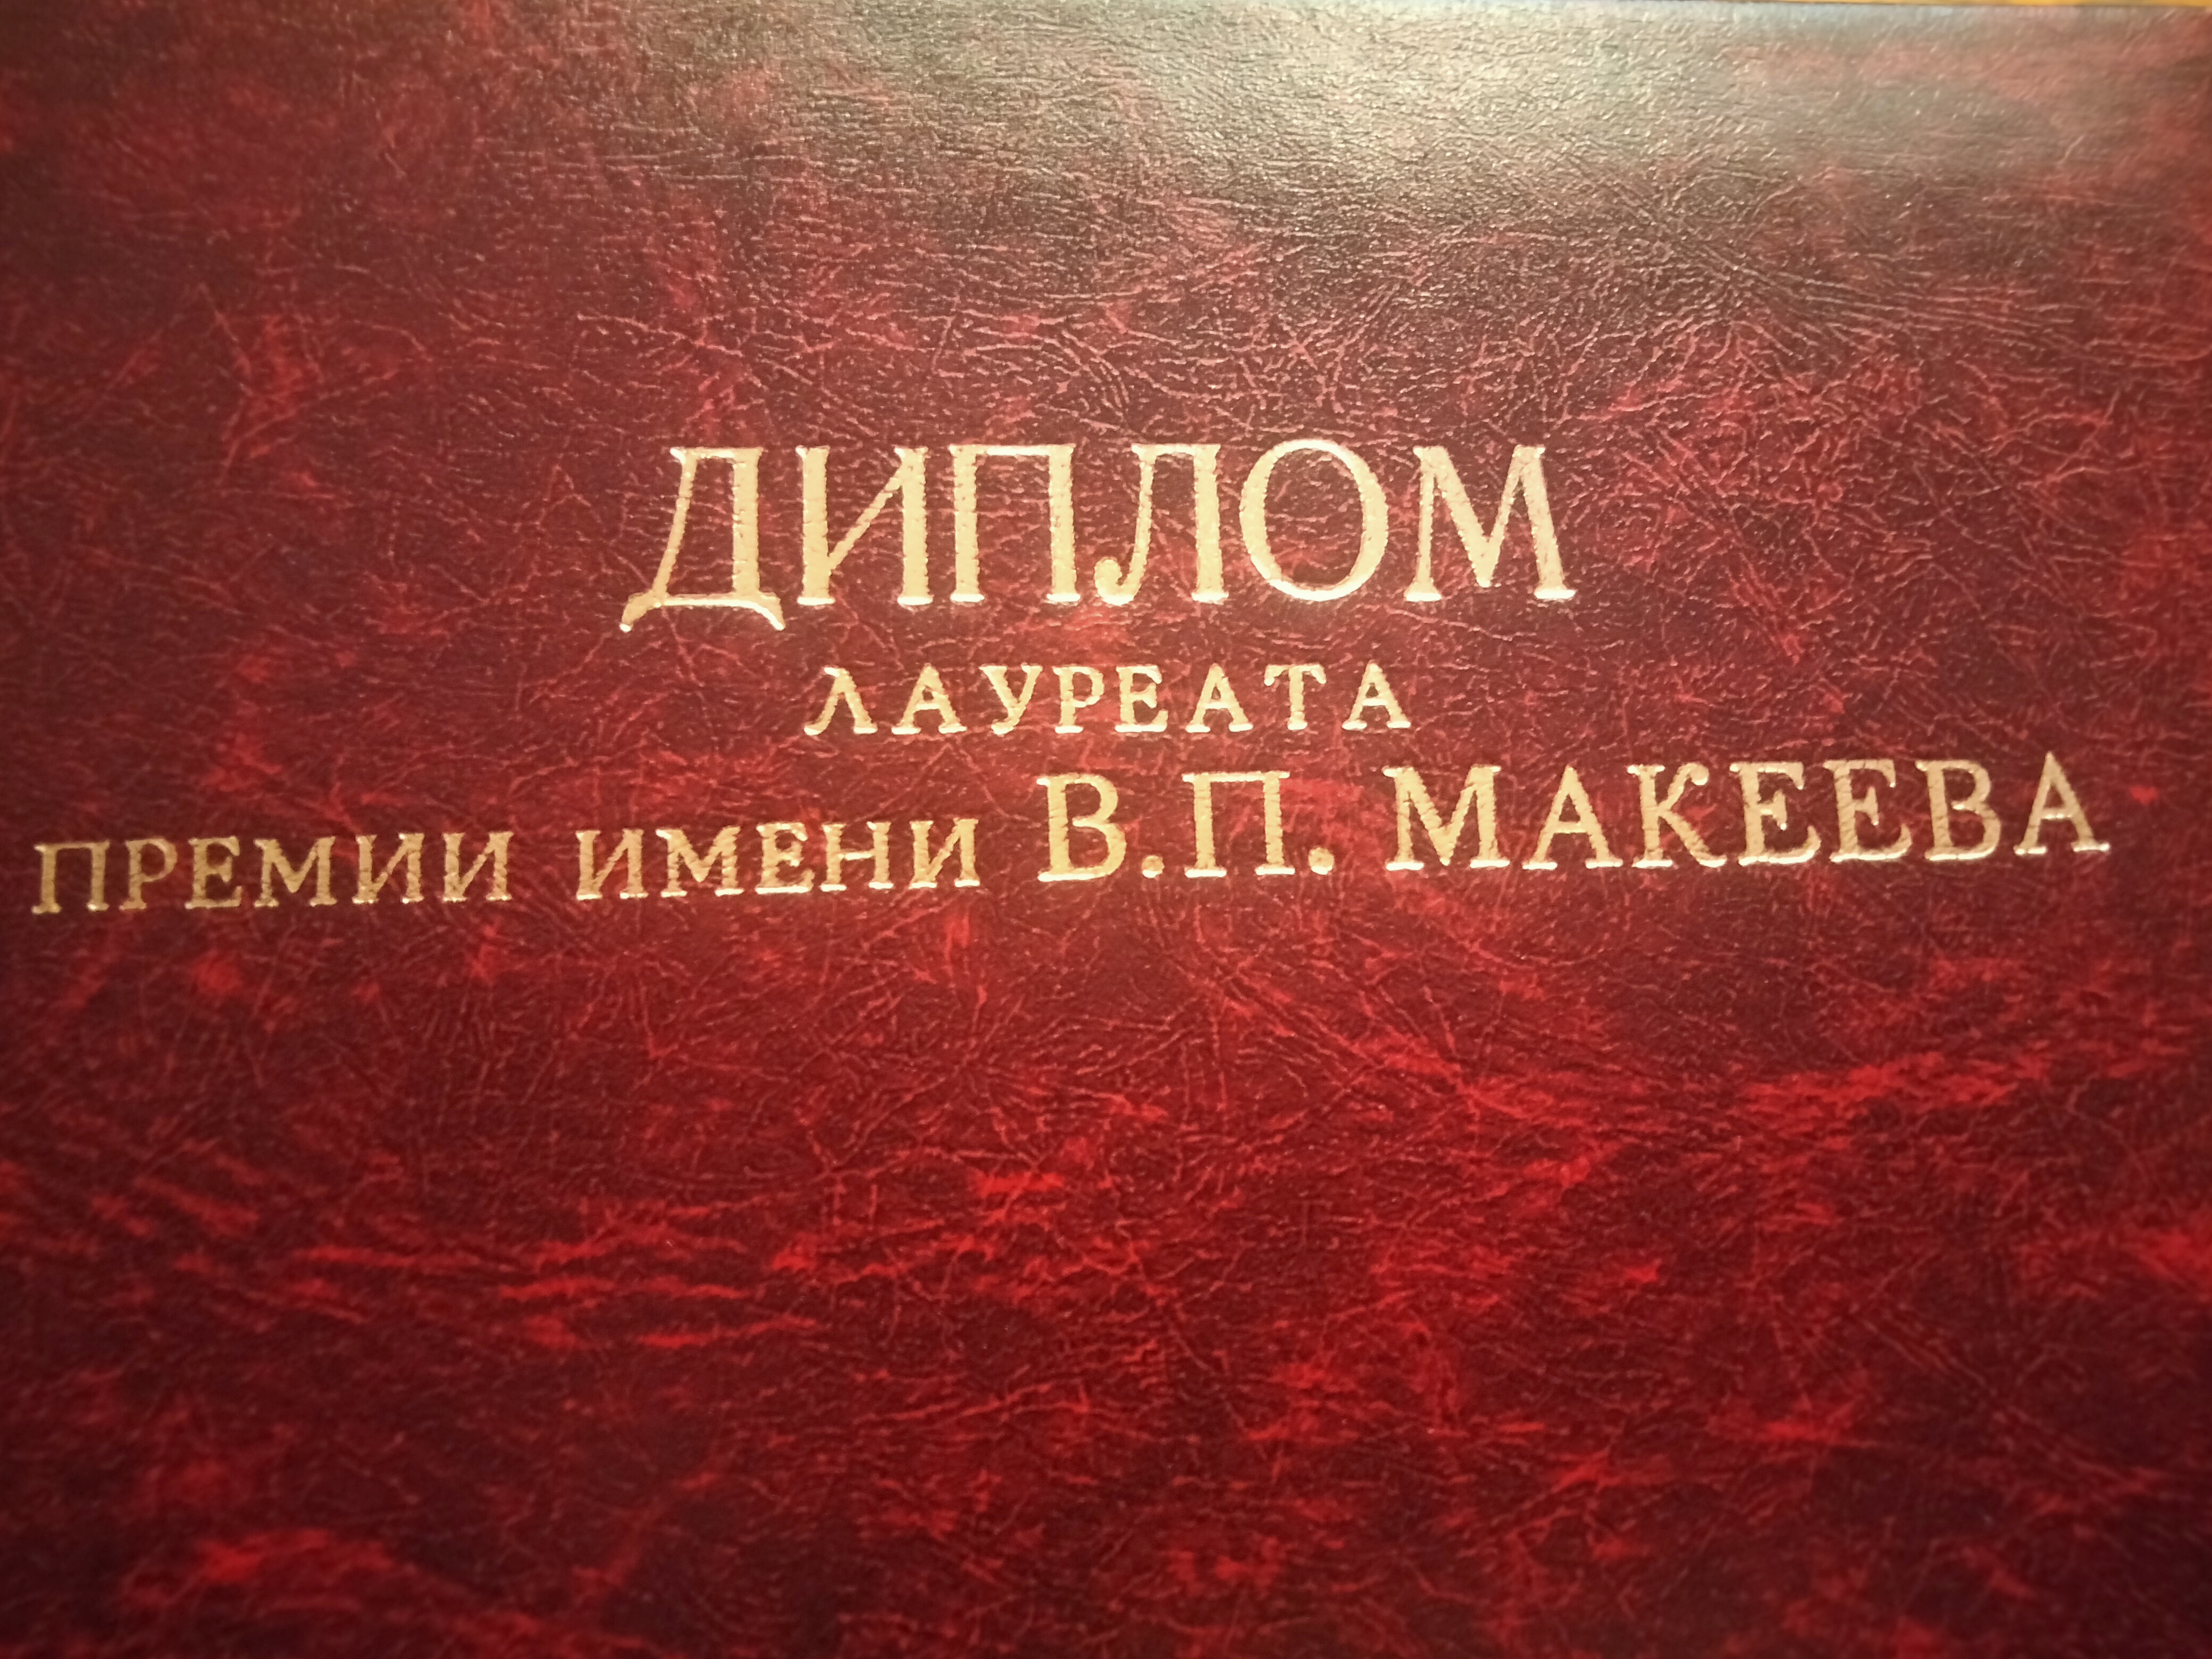 ДИПЛОМ
ЛАУРЕАТА
ПРЕМИИ ИМЕНИ В.П. МАКЕЕВА